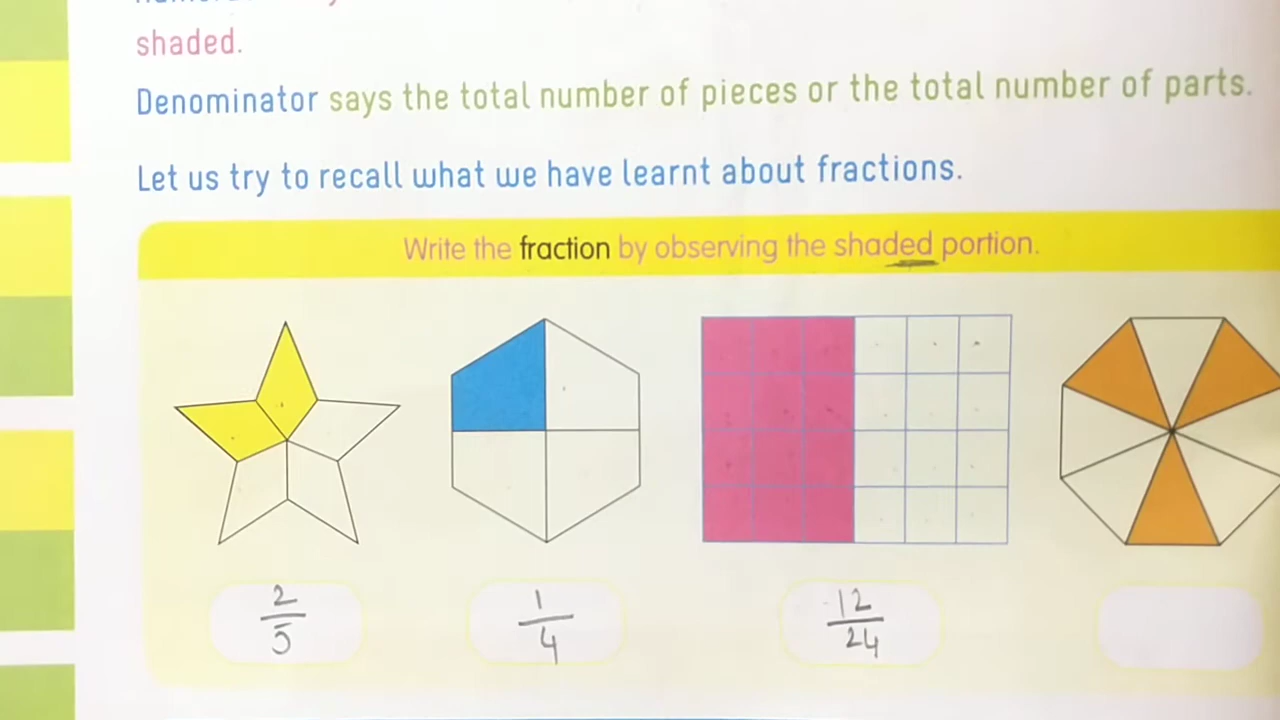 shaded.
Denominator says the total number of pieces or the total number of parts.
Let us try to recall what we have learnt about fractions.
Write the fraction by observing the shaded portion.
2/5 1/4 12/24